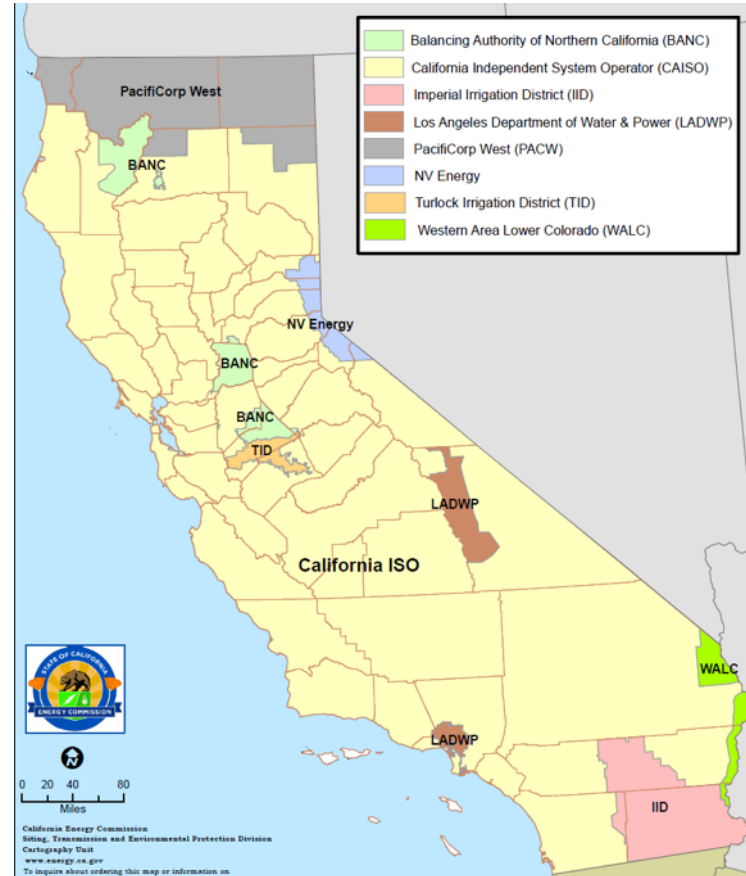 Balancing Authority of Northern California (BANC)
California Independent System Operator (CAISO)
Imperial Irrigation District (IID)
Los Angeles Department of Water & Power (LADWP)
PacifiCorp West (PACW)
NV Energy
Turlock Irrigation District (TID)
Western Area Lower Colorado (WALC)
PacifiCorp West
BANC
NV Energy
BANC
BANC
TID
LADWP
California ISO
WALC
LADWP
IID
STATE OF CALIFORNIA
ENERGY COMMISSION
N
0 20 40 80
Miles
California Energy Commission
Siting, Transmission and Environmental Protection Division
Cartography Unit
www.energy.ca.gov
To inquire about ordering this map or information on